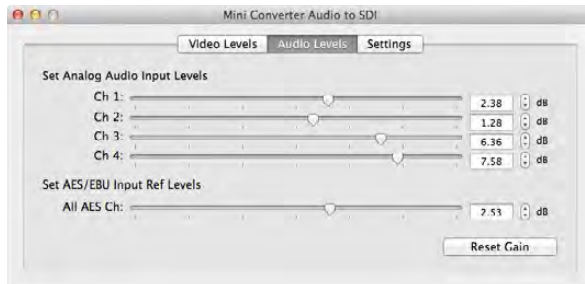 Mini Converter Audio to SDI
Video Levels Audio Levels Settings
Set Analog Audio Input Levels
Ch 1: 2.38 dB
Ch 2: 1.28 dB
Ch 3: 6.36 dB
Ch 4: 7.58 dB
Set AES/EBU Input Ref Levels
All AES Ch: 2.53 dB
Reset Gain